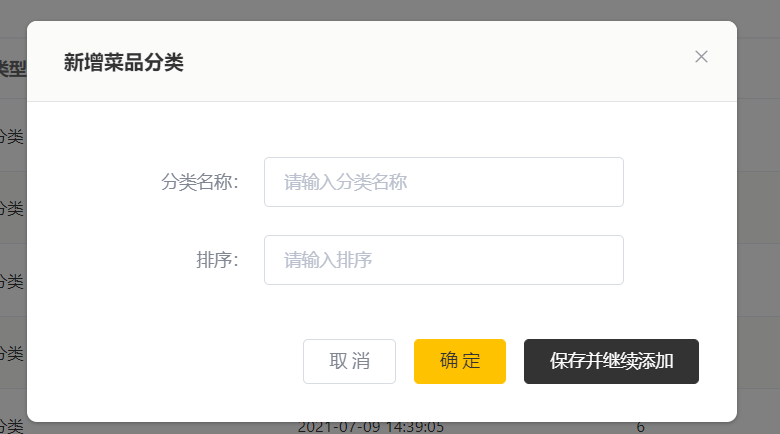 新增菜品分类
类型
分类
分类名称：
请输入分类名称
分类
排序：
请输入排序
分类
分类
取 消
确 定
保存并继续添加
分类
2021-07-09 14:39:05
6